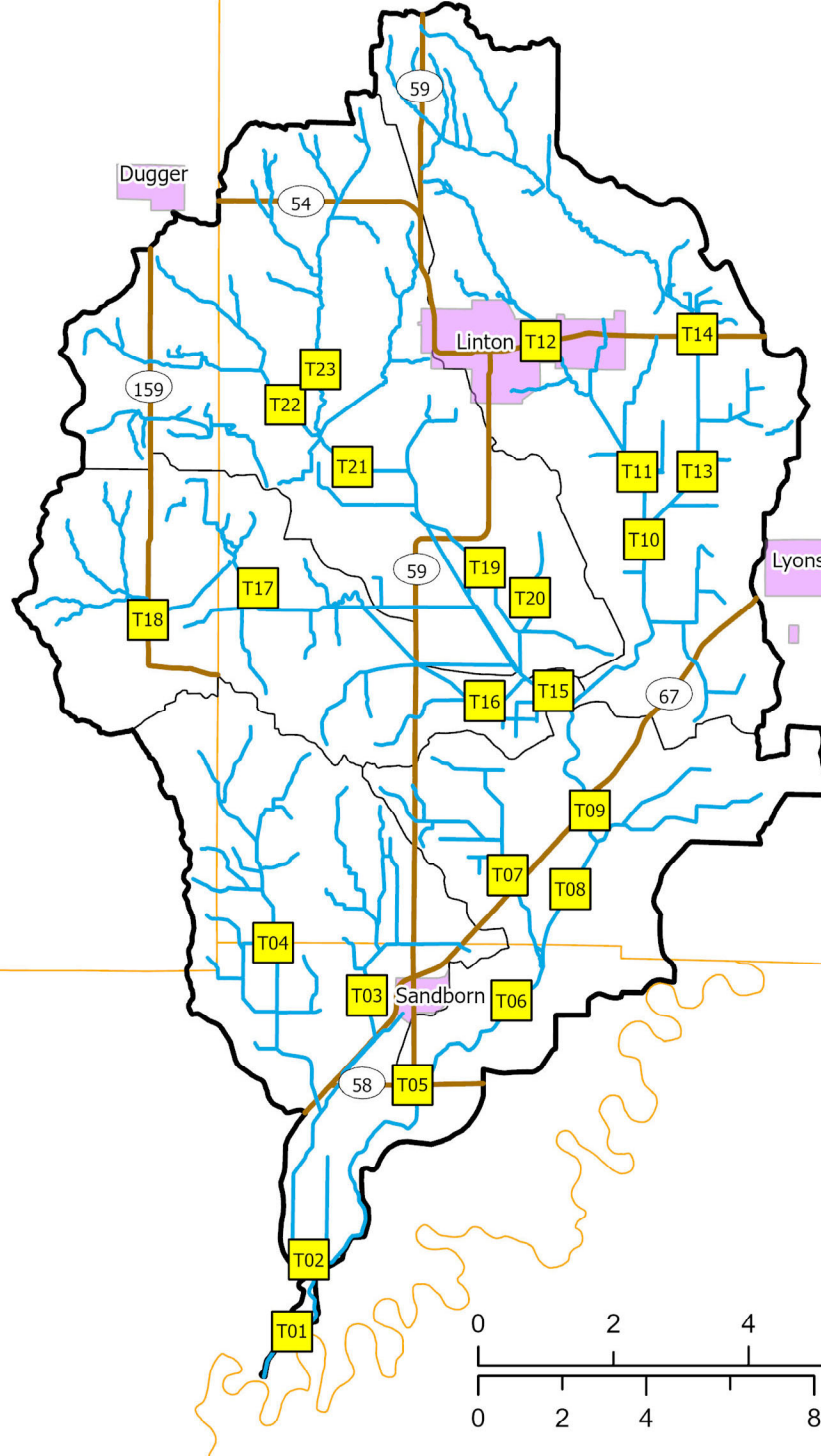 59
Dugger
54
T12
T14
Linton
T23
159
T22
T21
T11
T13
T10
59
T19
Lyons
T17
T20
T18
T15
67
T16
T09
T07
T08
T04
T03
Sandborn
T06
58
T05
T02
T01
0 2 4
0 2 4 8